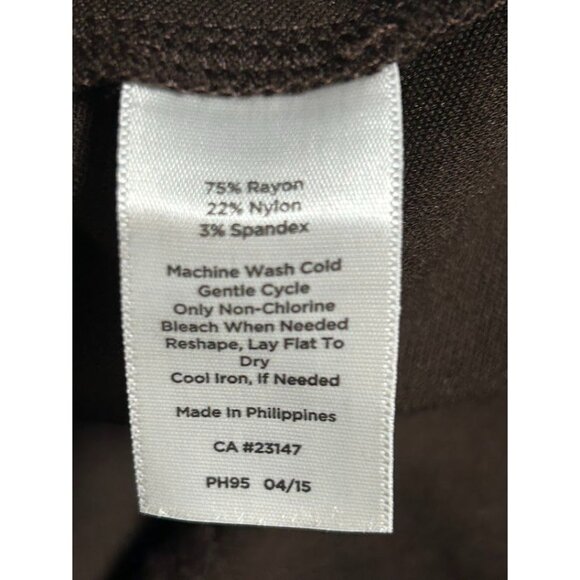 75% Rayon
22% Nylon
3% Spandex
Machine Wash Cold
Gentle Cycle
Only Non-Chlorine
Bleach When Needed
Reshape, Lay Flat To
Dry
Cool Iron, If Needed
Made In Philippines
CA #23147
PH95 04/15